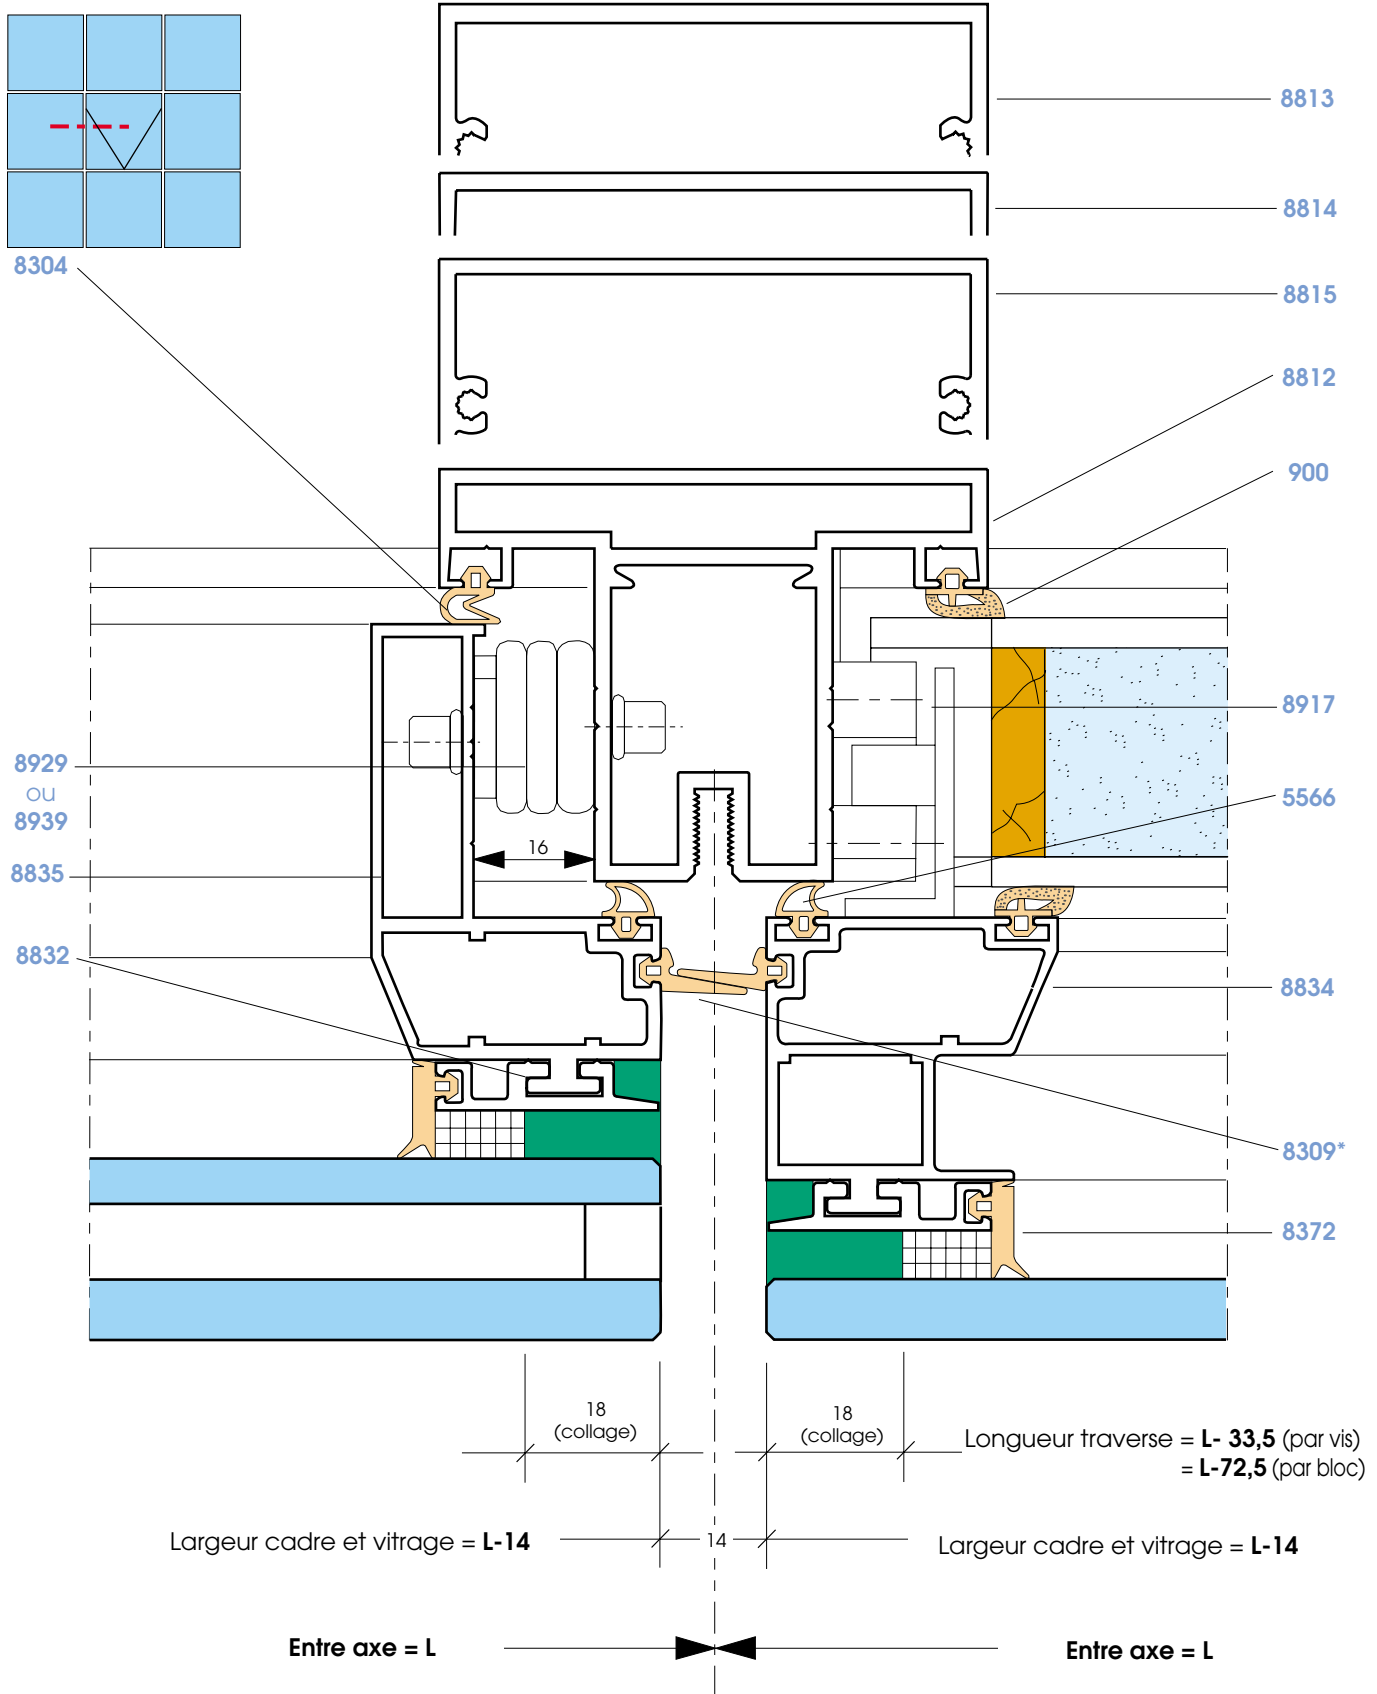 8813
8814
8304
8815
8812
900
8917
8929
ou
8939
5566
16
8835
8832
8834
8309*
8372
18
(collage)
18
(collage)
Longueur traverse = L- 33,5 (par vis)
= L-72,5 (par bloc)
Largeur cadre et vitrage = L-14
14
Largeur cadre et vitrage = L-14
Entre axe = L
Entre axe = L